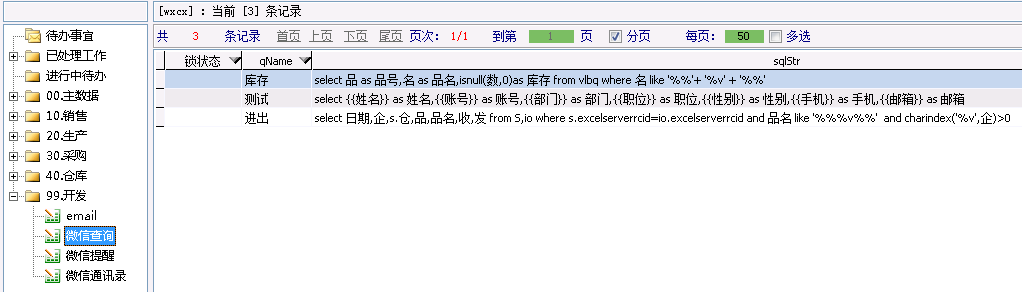 [wxcx] : 当前 [3] 条记录
共 3 条记录 首页 上页 下页 尾页 页次: 1/1 到第 1 页 分页 每页: 50 多选
待办事宜
已处理工作
进行中待办
00.主数据
10.销售
20.生产
30.采购
40.仓库
99.开发
email
微信查询
微信提醒
微信通讯录
锁状态 qName sqlStr
库存 select 品 as 品号,名 as 品名,isnull(数,0)as 库存 from vlbq where 名 like '%%'+ '%v' + '%%'
测试 select {{姓名}} as 姓名,{{账号}} as 账号,{{部门}} as 部门,{{职位}} as 职位,{{性别}} as 性别,{{手机}} as 手机,{{邮箱}} as 邮箱
进出 select 日期,企,s.仓,品,品名,收,发 from S,io where s.excelserverrcid=io.excelserverrcid and 品名 like '%%%v%%' and charindex('%v',企)>0